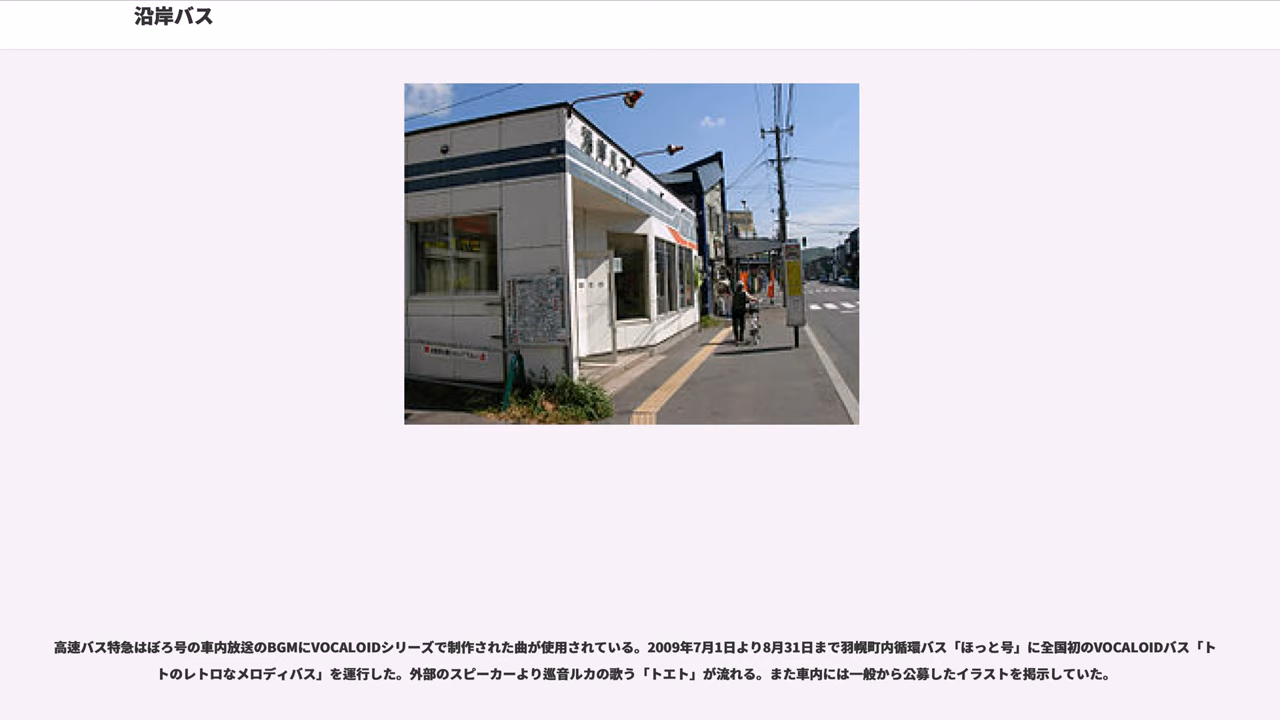 沿岸バス
沿岸バス
高速バス特急はぼろ号の車内放送のBGMにVOCALOIDシリーズで制作された曲が使用されている。2009年7月1日より8月31日まで羽幌町内循環バス「ほっと号」に全国初のVOCALOIDバス「ト
トのレトロなメロディバス」を運行した。外部のスピーカーより巡音ルカの歌う「トエト」が流れる。また車内には一般から公募したイラストを掲示していた。